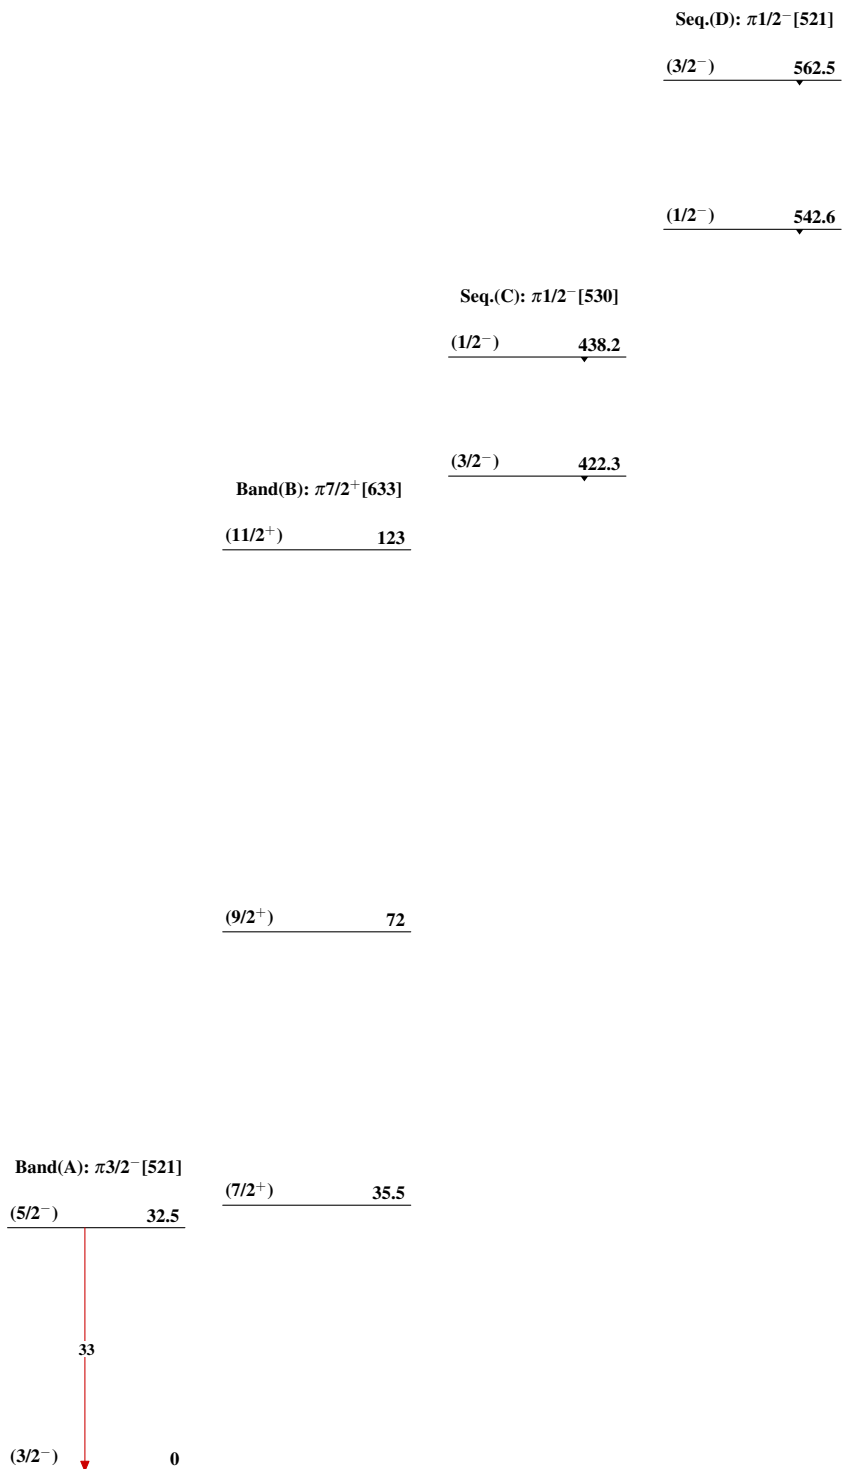 Seq.(D): π1/2⁻[521]
(3/2⁻) 562.5
(1/2⁻) 542.6
Seq.(C): π1/2⁻[530]
(1/2⁻) 438.2
(3/2⁻) 422.3
Band(B): π7/2⁺[633]
(11/2⁺) 123
(9/2⁺) 72
Band(A): π3/2⁻[521]
(7/2⁺) 35.5
(5/2⁻) 32.5
33
(3/2⁻) 0